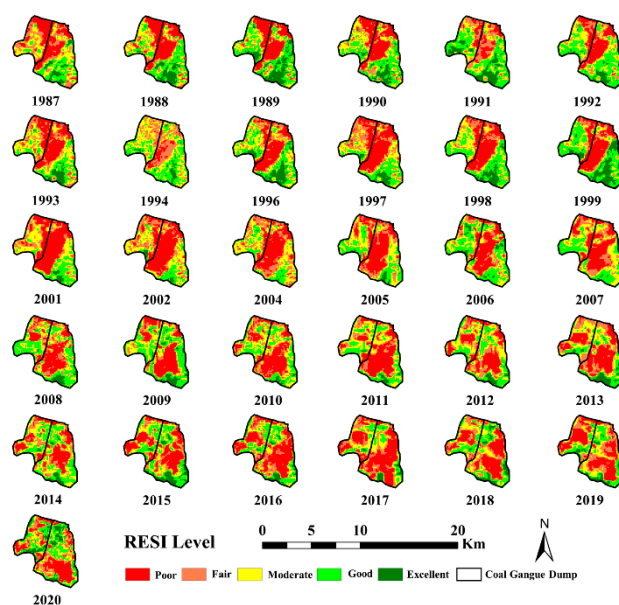 1987 1988 1989 1990 1991 1992
1993 1994 1996 1997 1998 1999
2001 2002 2004 2005 2006 2007
2008 2009 2010 2011 2012 2013
2014 2015 2016 2017 2018 2019
2020
RESI Level
0 5 10 20
Km
N
Poor Fair Moderate Good Excellent Coal Gangue Dump